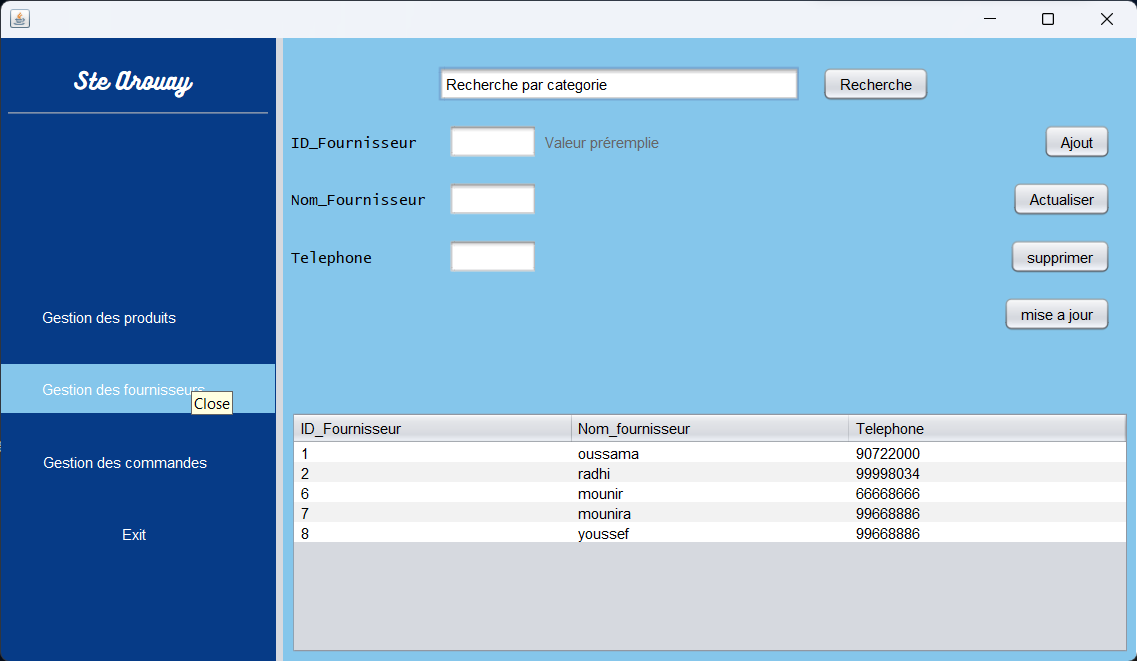 Ste Arouay
Gestion des produits
Gestion des fournisseurs
Close
Gestion des commandes
Exit
Recherche par categorie
Recherche
ID_Fournisseur
Valeur préremplie
Ajout
Nom_Fournisseur
Actualiser
Telephone
supprimer
mise a jour
ID_Fournisseur Nom_fournisseur Telephone
1 oussama 90722000
2 radhi 99998034
6 mounir 66668666
7 mounira 99668886
8 youssef 99668886